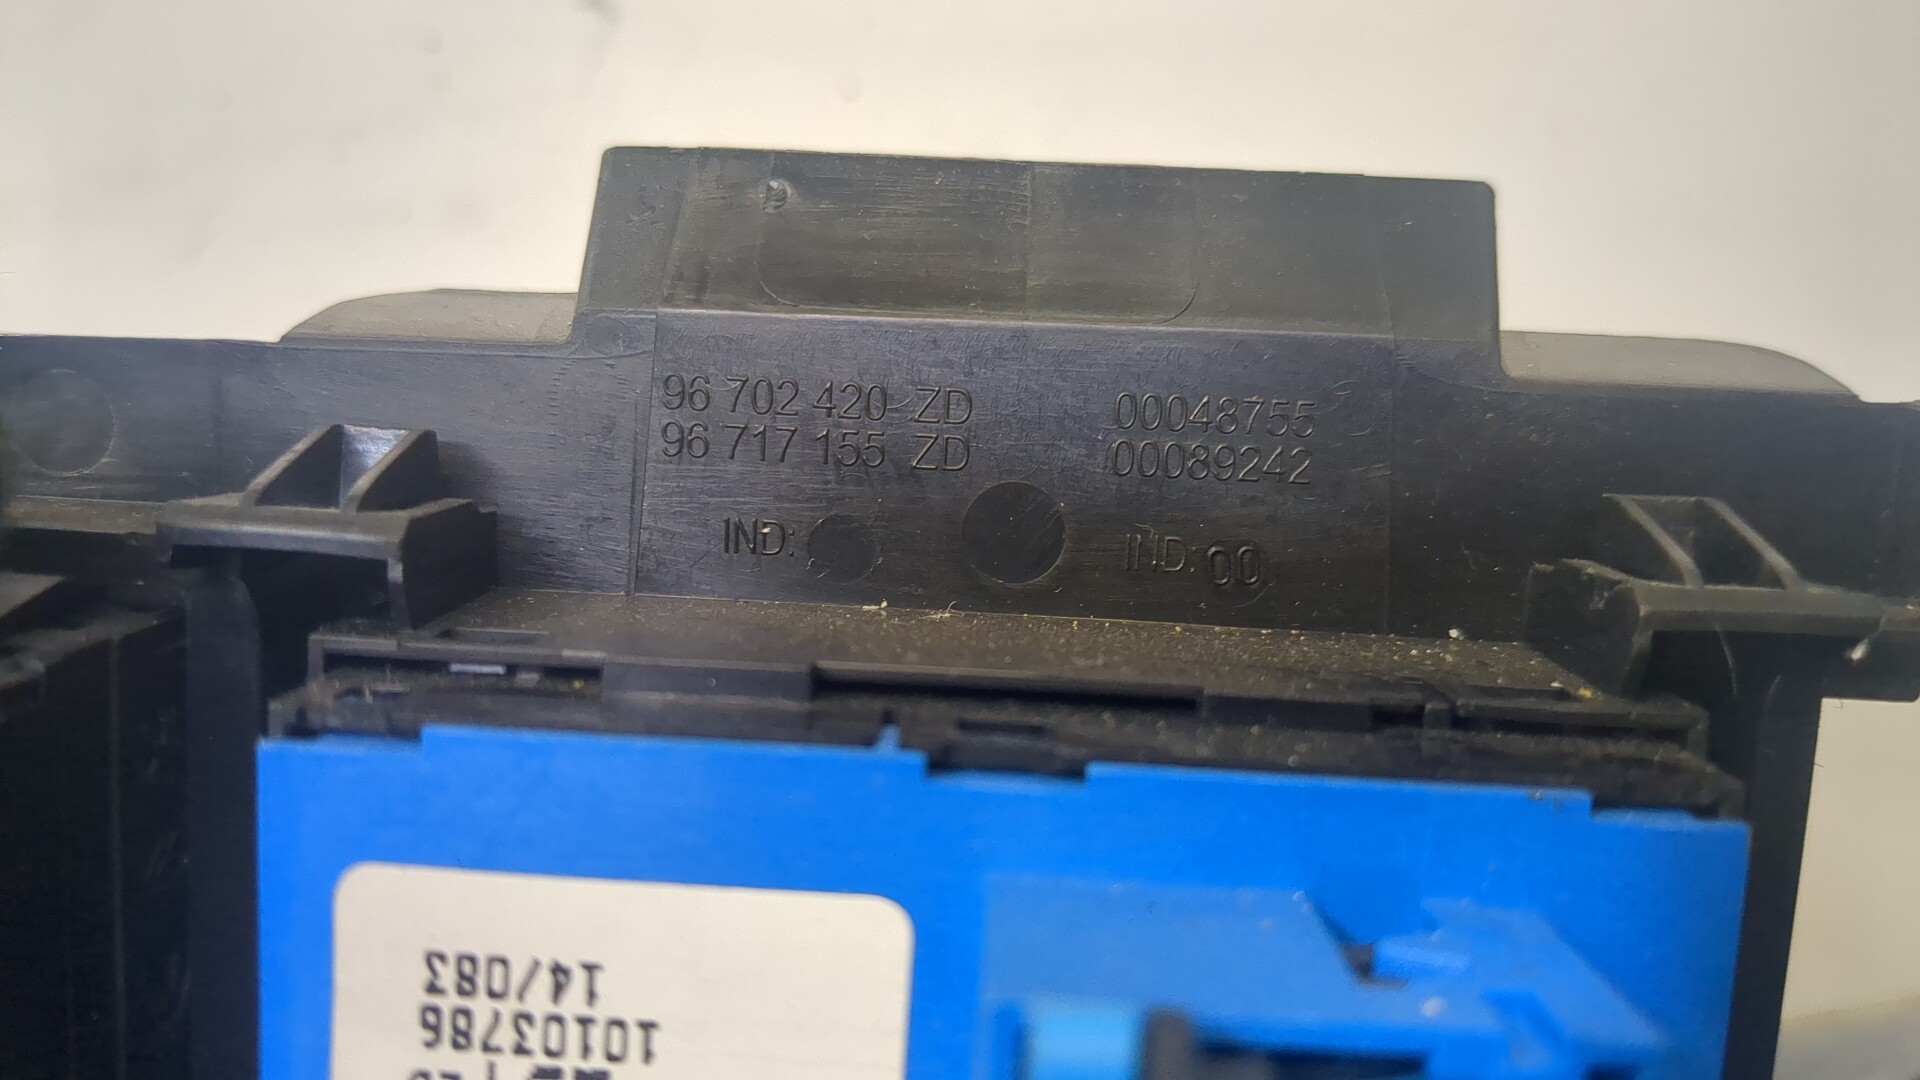 96 702 420 ZD 00048755
96 717 155 ZD 00089242
IND: IND: 00
10103786
14/083